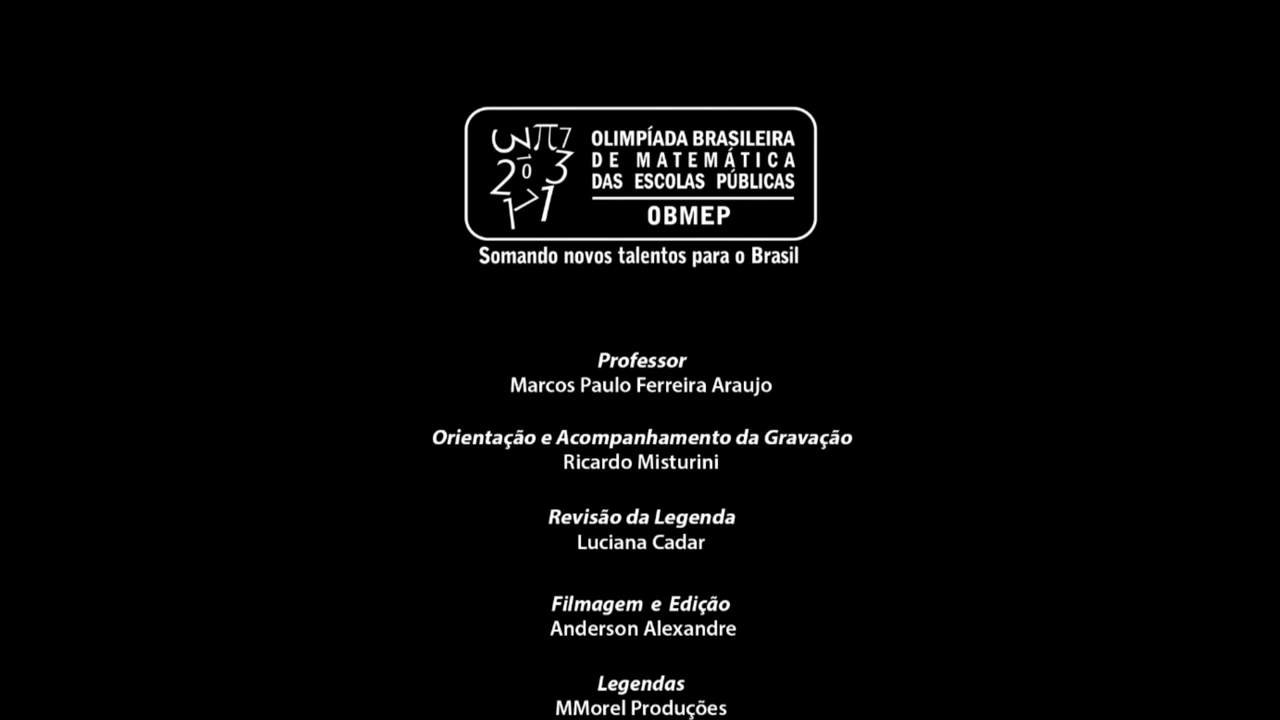 OLIMPÍADA BRASILEIRA
DE MATEMÁTICA
DAS ESCOLAS PÚBLICAS
OBMEP
Somando novos talentos para o Brasil
Professor
Marcos Paulo Ferreira Araujo
Orientação e Acompanhamento da Gravação
Ricardo Misturini
Revisão da Legenda
Luciana Cadar
Filmagem e Edição
Anderson Alexandre
Legendas
MMorel Produções